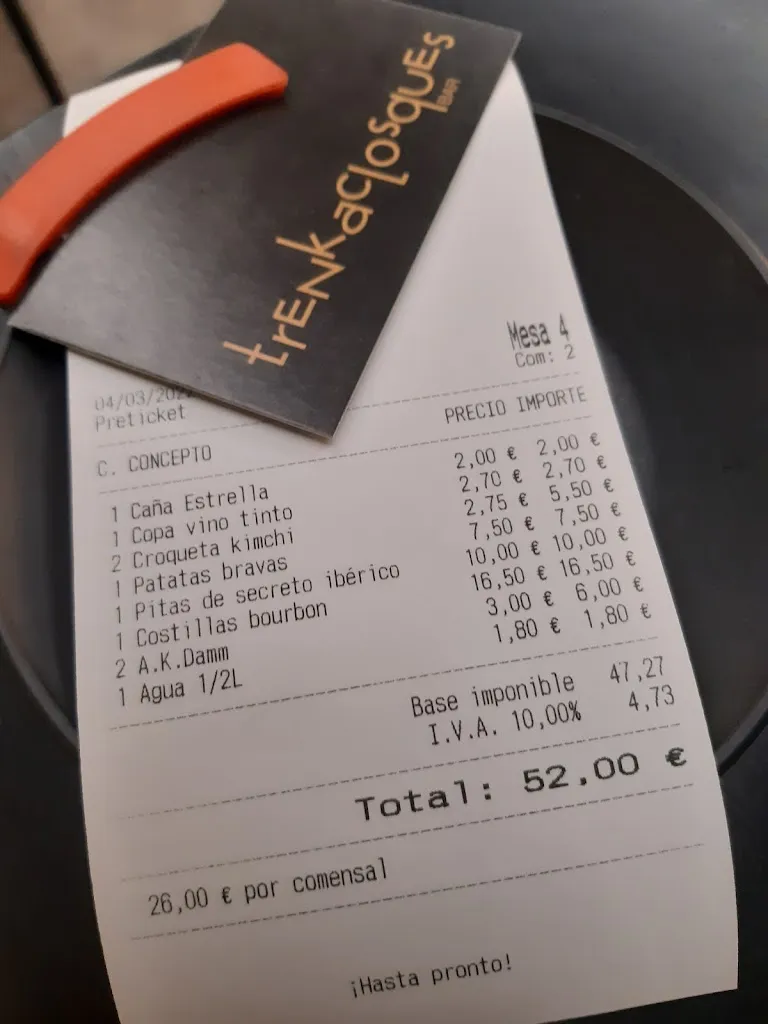 trENkaclosquEs
BAR
Mesa 4
Com: 2
04/03/202
Preticket
C. CONCEPTO PRECIO IMPORTE
1 Caña Estrella 2,00 € 2,00 €
1 Copa vino tinto 2,70 € 2,70 €
2 Croqueta kimchi 2,75 € 5,50 €
1 Patatas bravas 7,50 € 7,50 €
1 Pitas de secreto ibérico 10,00 € 10,00 €
1 Costillas bourbon 16,50 € 16,50 €
2 A.K.Damm 3,00 € 6,00 €
1 Agua 1/2L 1,80 € 1,80 €
Base imponible 47,27
I.V.A. 10,00% 4,73
Total: 52,00 €
26,00 € por comensal
¡Hasta pronto!